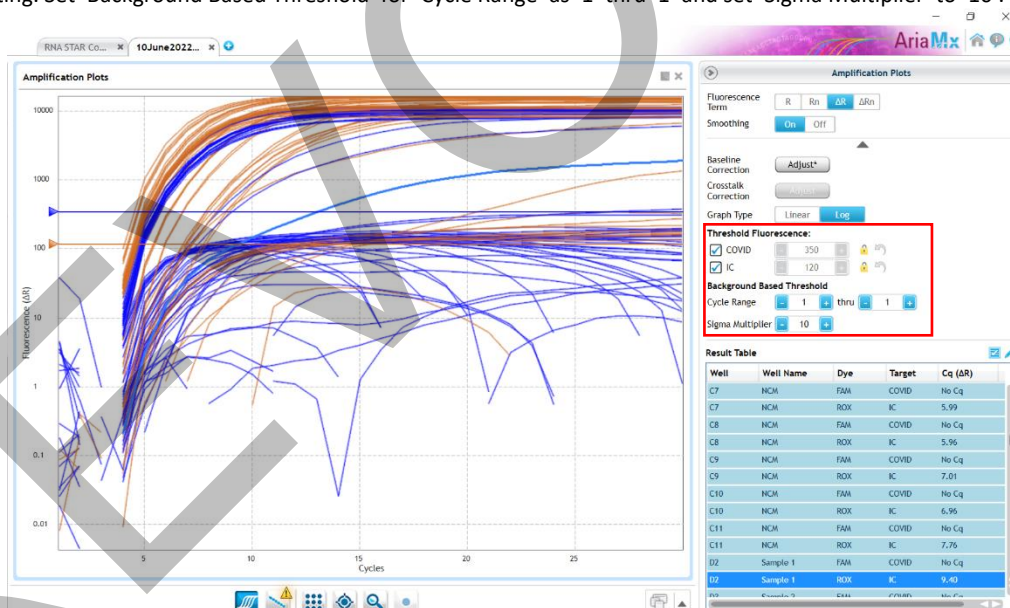 ting: Set "Background Based Threshold" for "Cycle Range" as "1" thru "1" and set "Sigma Multiplier" to "10".
RNA STAR Co... × 10June2022... ×
AriaMx
Amplification Plots
Fluorescence (ΔR)
10000
1000
100
10
1
0.1
0.01
5 10 15 20 25
Cycles
Amplification Plots
Fluorescence Term R Rn ΔR ΔRn
Smoothing On Off
Baseline Correction Adjust*
Crosstalk Correction
Graph Type Linear Log
Threshold Fluorescence:
COVID - 350 +
IC - 120 +
Background Based Threshold
Cycle Range - 1 + thru - 1 +
Sigma Multiplier - 10 +
Result Table
Well Well Name Dye Target Cq (ΔR)
C7 NCM FAM COVID No Cq
C7 NCM ROX IC 5.99
C8 NCM FAM COVID No Cq
C8 NCM ROX IC 5.96
C9 NCM FAM COVID No Cq
C9 NCM ROX IC 7.01
C10 NCM FAM COVID No Cq
C10 NCM ROX IC 6.96
C11 NCM FAM COVID No Cq
C11 NCM ROX IC 7.76
D2 Sample 1 FAM COVID No Cq
D2 Sample 1 ROX IC 9.40